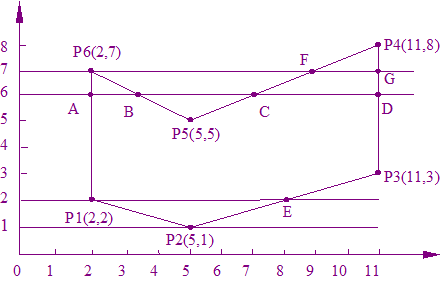 8
P4(11,8)
P6(2,7)
F
7
G
6
A
B
C
D
5
P5(5,5)
4
3
P3(11,3)
2
P1(2,2)
E
1
P2(5,1)
0 1 2 3 4 5 6 7 8 9 10 11